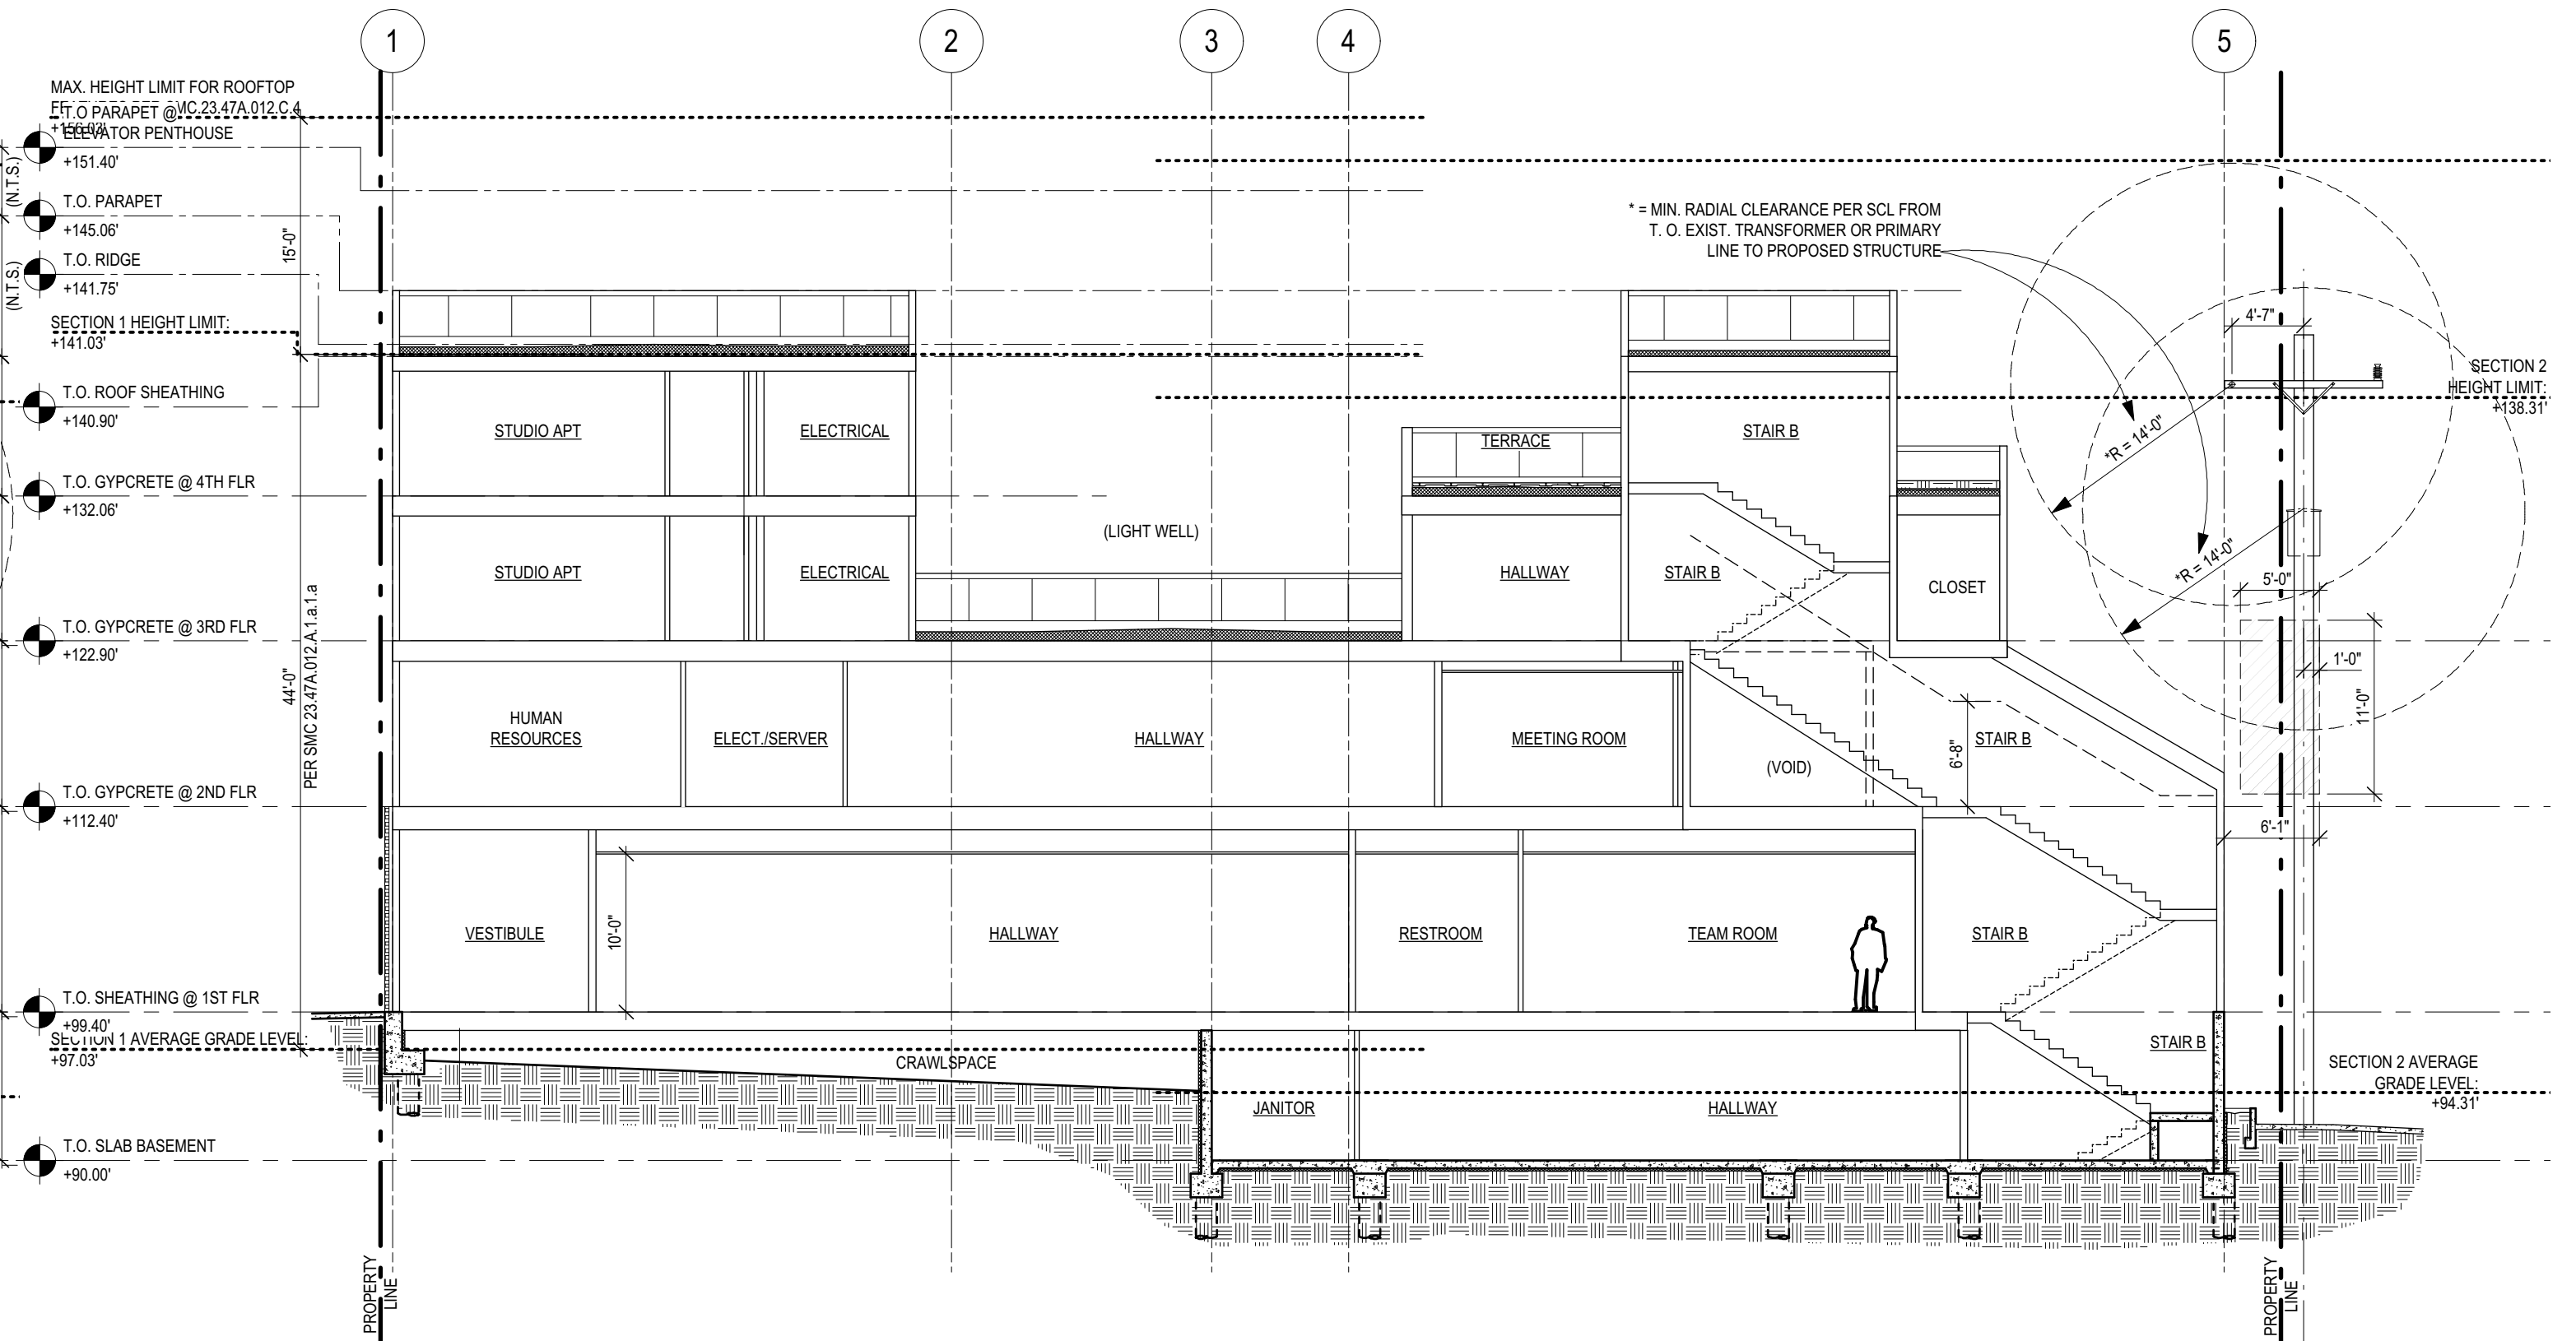 1
2
3
4
5
MAX. HEIGHT LIMIT FOR ROOFTOP
SMC.23.47A.012.C.4
+156.03'
T.O PARAPET @
ELEVATOR PENTHOUSE
+151.40'
(N.T.S.)
T.O. PARAPET
+145.06'
(N.T.S.)
T.O. RIDGE
+141.75'
15'-0"
SECTION 1 HEIGHT LIMIT:
+141.03'
T.O. ROOF SHEATHING
+140.90'
T.O. GYPCRETE @ 4TH FLR
+132.06'
T.O. GYPCRETE @ 3RD FLR
+122.90'
44'-0"
PER SMC 23.47A.012.A.1.a.1.a
T.O. GYPCRETE @ 2ND FLR
+112.40'
T.O. SHEATHING @ 1ST FLR
+99.40'
SECTION 1 AVERAGE GRADE LEVEL:
+97.03'
T.O. SLAB BASEMENT
+90.00'
* = MIN. RADIAL CLEARANCE PER SCL FROM
T. O. EXIST. TRANSFORMER OR PRIMARY
LINE TO PROPOSED STRUCTURE
4'-7"
SECTION 2
HEIGHT LIMIT:
+138.31'
*R = 14'-0"
*R = 14'-0"
5'-0"
1'-0"
11'-0"
6'-1"
STUDIO APT
ELECTRICAL
TERRACE
STAIR B
(LIGHT WELL)
STUDIO APT
ELECTRICAL
HALLWAY
STAIR B
CLOSET
HUMAN
RESOURCES
ELECT./SERVER
HALLWAY
MEETING ROOM
(VOID)
6'-8"
STAIR B
VESTIBULE
10'-0"
HALLWAY
RESTROOM
TEAM ROOM
STAIR B
CRAWLSPACE
STAIR B
JANITOR
HALLWAY
SECTION 2 AVERAGE
GRADE LEVEL:
+94.31'
PROPERTY
LINE
PROPERTY
LINE